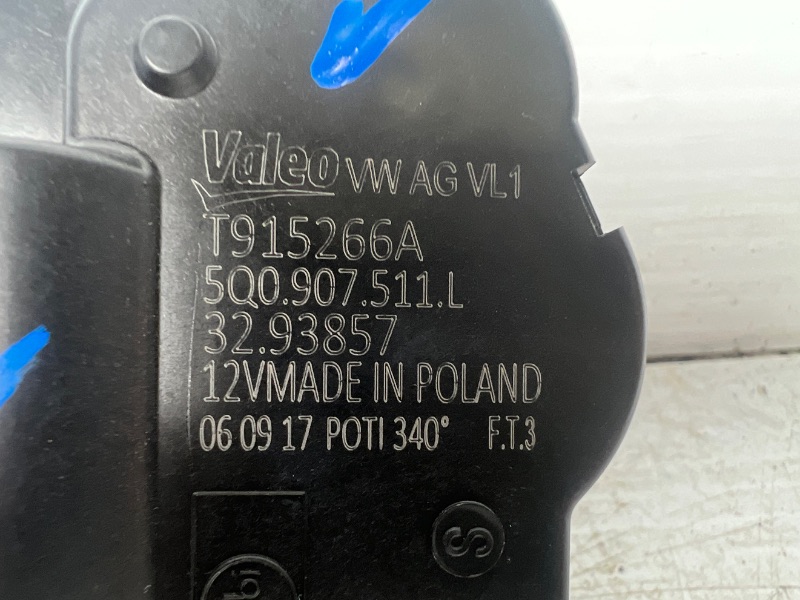 Valeo VW AG VL1
T915266A
5Q0.907.511.L
32.93857
12VMADE IN POLAND
06 09 17 POTI 340° F.T.3
S